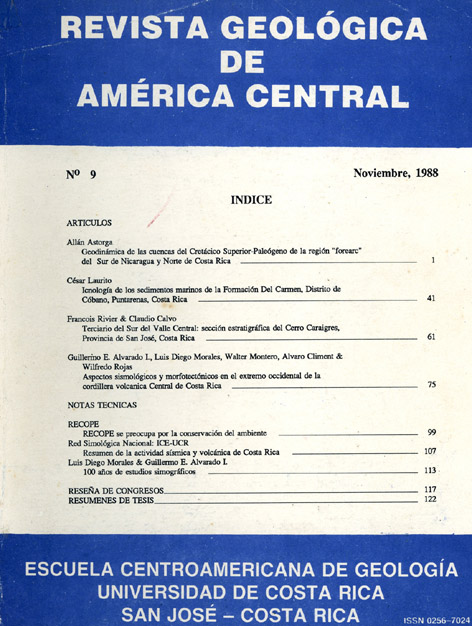 REVISTA GEOLÓGICA
DE
AMÉRICA CENTRAL
Nº 9 Noviembre, 1988
INDICE
ARTICULOS
Allán Astorga
Geodinámica de las cuencas del Cretácico Superior-Paleógeno de la región "forearc"
del Sur de Nicaragua y Norte de Costa Rica 1
César Laurito
Icnología de los sedimentos marinos de la Formación Del Carmen, Distrito de
Cóbano, Puntarenas, Costa Rica 41
Francois Rivier & Claudio Calvo
Terciario del Sur del Valle Central: sección estratigráfica del Cerro Caraigres,
Provincia de San José, Costa Rica 61
Guillermo E. Alvarado I., Luis Diego Morales, Walter Montero, Alvaro Climent &
Wilfredo Rojas
Aspectos sismológicos y morfotectónicos en el extremo occidental de la
cordillera volcanica Central de Costa Rica 75
NOTAS TECNICAS
RECOPE
RECOPE se preocupa por la conservación del ambiente 99
Red Simológica Nacional: ICE-UCR
Resumen de la actividad sísmica y volcánica de Costa Rica 107
Luis Diego Morales & Guillermo E. Alvarado I.
100 años de estudios simográficos 113
RESEÑA DE CONGRESOS 117
RESUMENES DE TESIS 122
ESCUELA CENTROAMERICANA DE GEOLOGÍA
UNIVERSIDAD DE COSTA RICA
SAN JOSÉ – COSTA RICA
ISSN 0256-7024